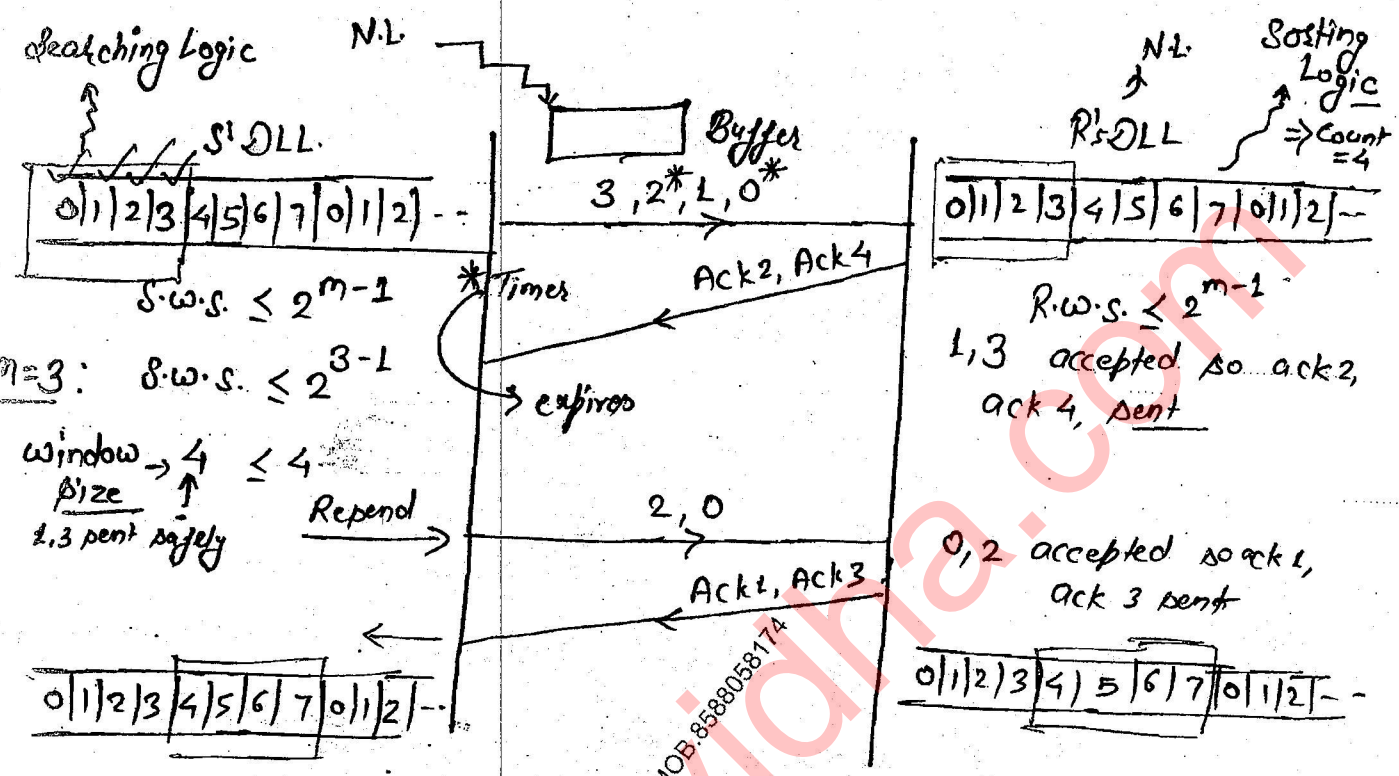 Searching Logic
N.L.
N.L.
Sorting
Logic
⇒ Count
= 4
S' DLL.
Buffer
R's DLL
3, 2*, 1, 0*
0|1|2|3|4|5|6|7|0|1|2|--
0|1|2|3|4|5|6|7|0|1|2|--
* Timer
Ack2, Ack4
S.W.S. ≤ 2^m-1
R.W.S. ≤ 2^m-1
m=3: S.W.S. ≤ 2^3-1
1,3 accepted so ack2,
ack 4, sent
expires
window → 4 ≤ 4
size
1,3 sent safely
Resend
2, 0
0,2 accepted so ack1,
ack 3 sent
Ack1, Ack3
0|1|2|3|4|5|6|7|0|1|2|--
0|1|2|3|4|5|6|7|0|1|2|--
MOB:8588058174
vidha.com